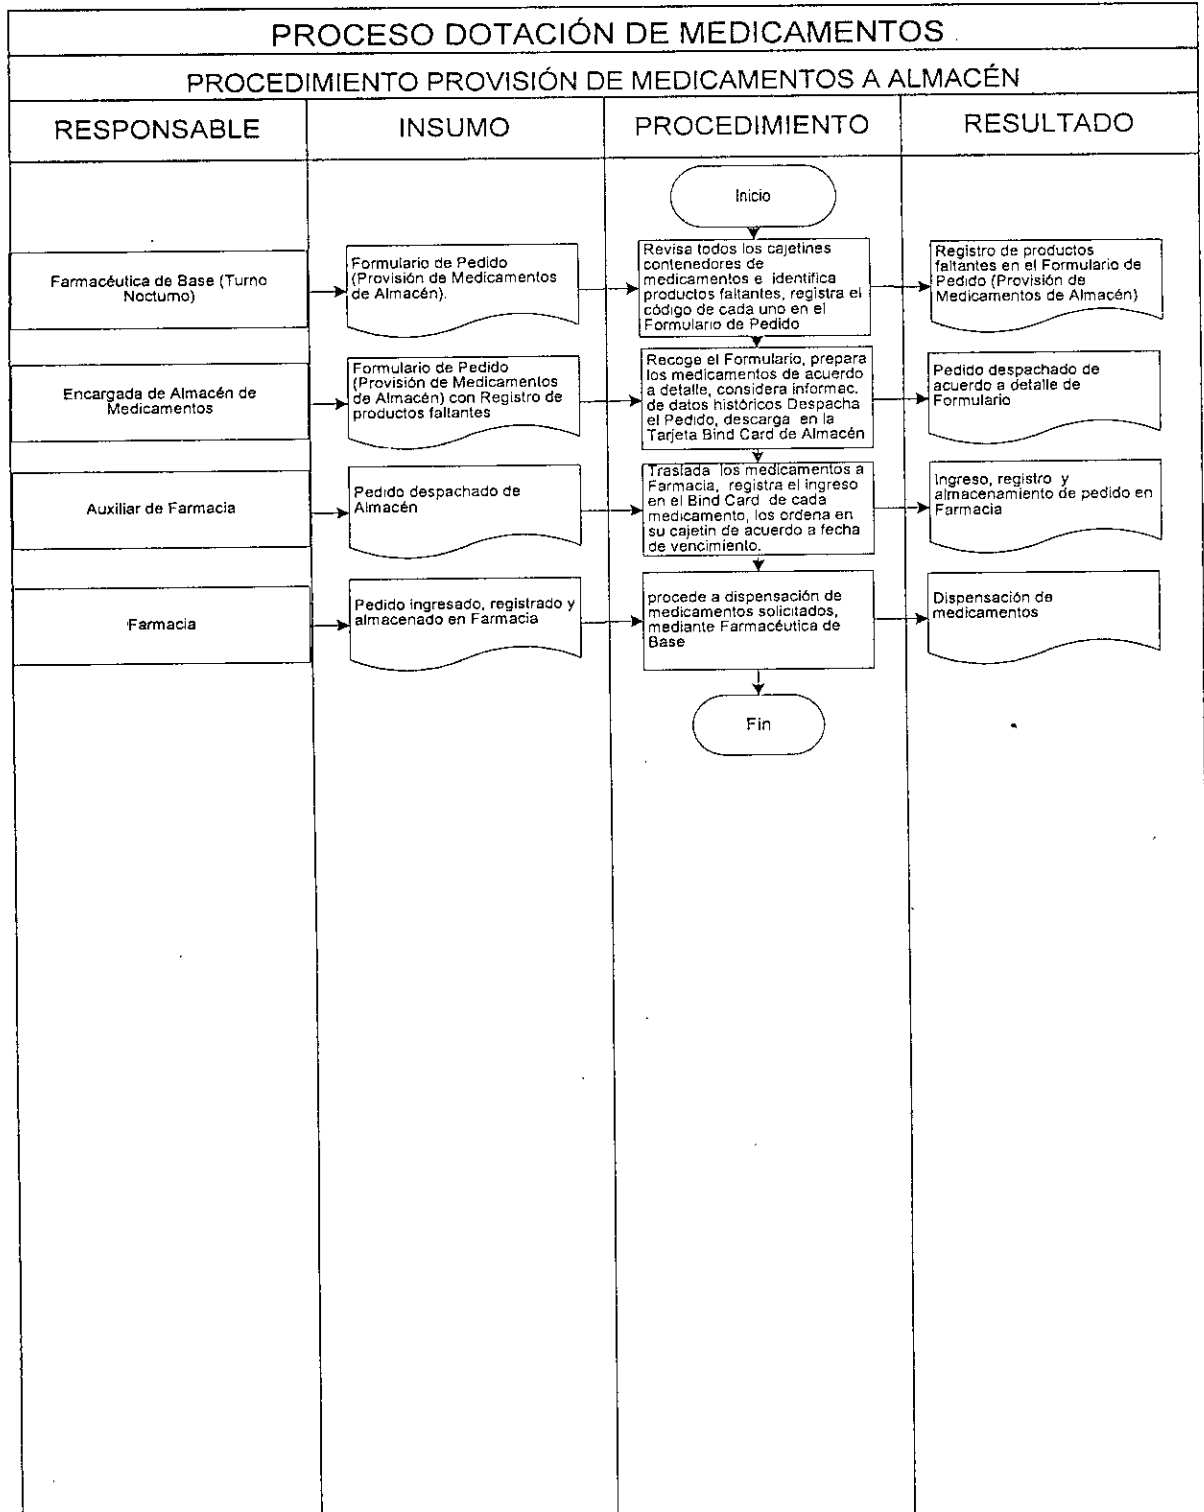 PROCESO DOTACIÓN DE MEDICAMENTOS
PROCEDIMIENTO PROVISIÓN DE MEDICAMENTOS A ALMACÉN
RESPONSABLE
INSUMO
PROCEDIMIENTO
RESULTADO
Inicio
Farmacéutica de Base (Turno
Nocturno)
Formulario de Pedido
(Provisión de Medicamentos
de Almacén).
Revisa todos los cajetines
contenedores de
medicamentos e identifica
productos faltantes, registra el
código de cada uno en el
Formulario de Pedido
Registro de productos
faltantes en el Formulario de
Pedido (Provisión de
Medicamentos de Almacén)
Encargada de Almacén de
Medicamentos
Formulario de Pedido
(Provisión de Medicamentos
de Almacén) con Registro de
productos faltantes
Recoge el Formulario, prepara
los medicamentos de acuerdo
a detalle, considera informac.
de datos históricos Despacha
el Pedido, descarga en la
Tarjeta Bind Card de Almacén
Pedido despachado de
acuerdo a detalle de
Formulario
Auxiliar de Farmacia
Pedido despachado de
Almacén
Traslada los medicamentos a
Farmacia, registra el ingreso
en el Bind Card de cada
medicamento, los ordena en
su cajetin de acuerdo a fecha
de vencimiento.
Ingreso, registro y
almacenamiento de pedido en
Farmacia
Farmacia
Pedido ingresado, registrado y
almacenado en Farmacia
procede a dispensación de
medicamentos solicitados,
mediante Farmacéutica de
Base
Dispensación de
medicamentos
Fin